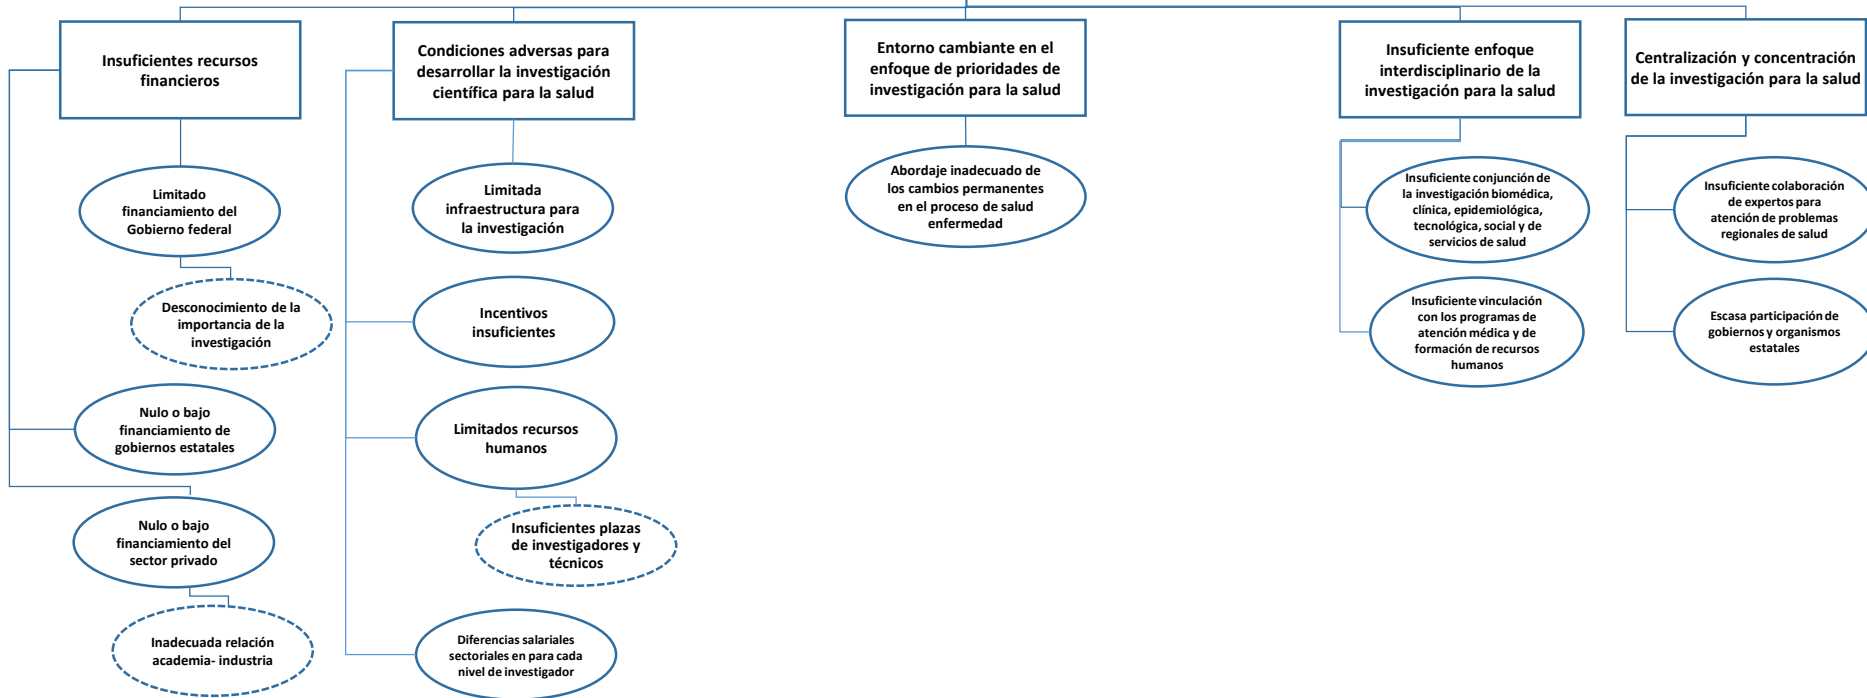 Insuficientes recursos
financieros
Condiciones adversas para
desarrollar la investigación
científica para la salud
Entorno cambiante en el
enfoque de prioridades de
investigación para la salud
Insuficiente enfoque
interdisciplinario de la
investigación para la salud
Centralización y concentración
de la investigación para la salud
Limitado
financiamiento del
Gobierno federal
Desconocimiento de la
importancia de la
investigación
Nulo o bajo
financiamiento de
gobiernos estatales
Nulo o bajo
financiamiento del
sector privado
Inadecuada relación
academia- industria
Limitada
infraestructura para
la investigación
Incentivos
insuficientes
Limitados recursos
humanos
Insuficientes plazas
de investigadores y
técnicos
Diferencias salariales
sectoriales en para cada
nivel de investigador
Abordaje inadecuado de
los cambios permanentes
en el proceso de salud
enfermedad
Insuficiente conjunción de
la investigación biomédica,
clínica, epidemiológica,
tecnológica, social y de
servicios de salud
Insuficiente vinculación
con los programas de
atención médica y de
formación de recursos
humanos
Insuficiente colaboración
de expertos para
atención de problemas
regionales de salud
Escasa participación de
gobiernos y organismos
estatales